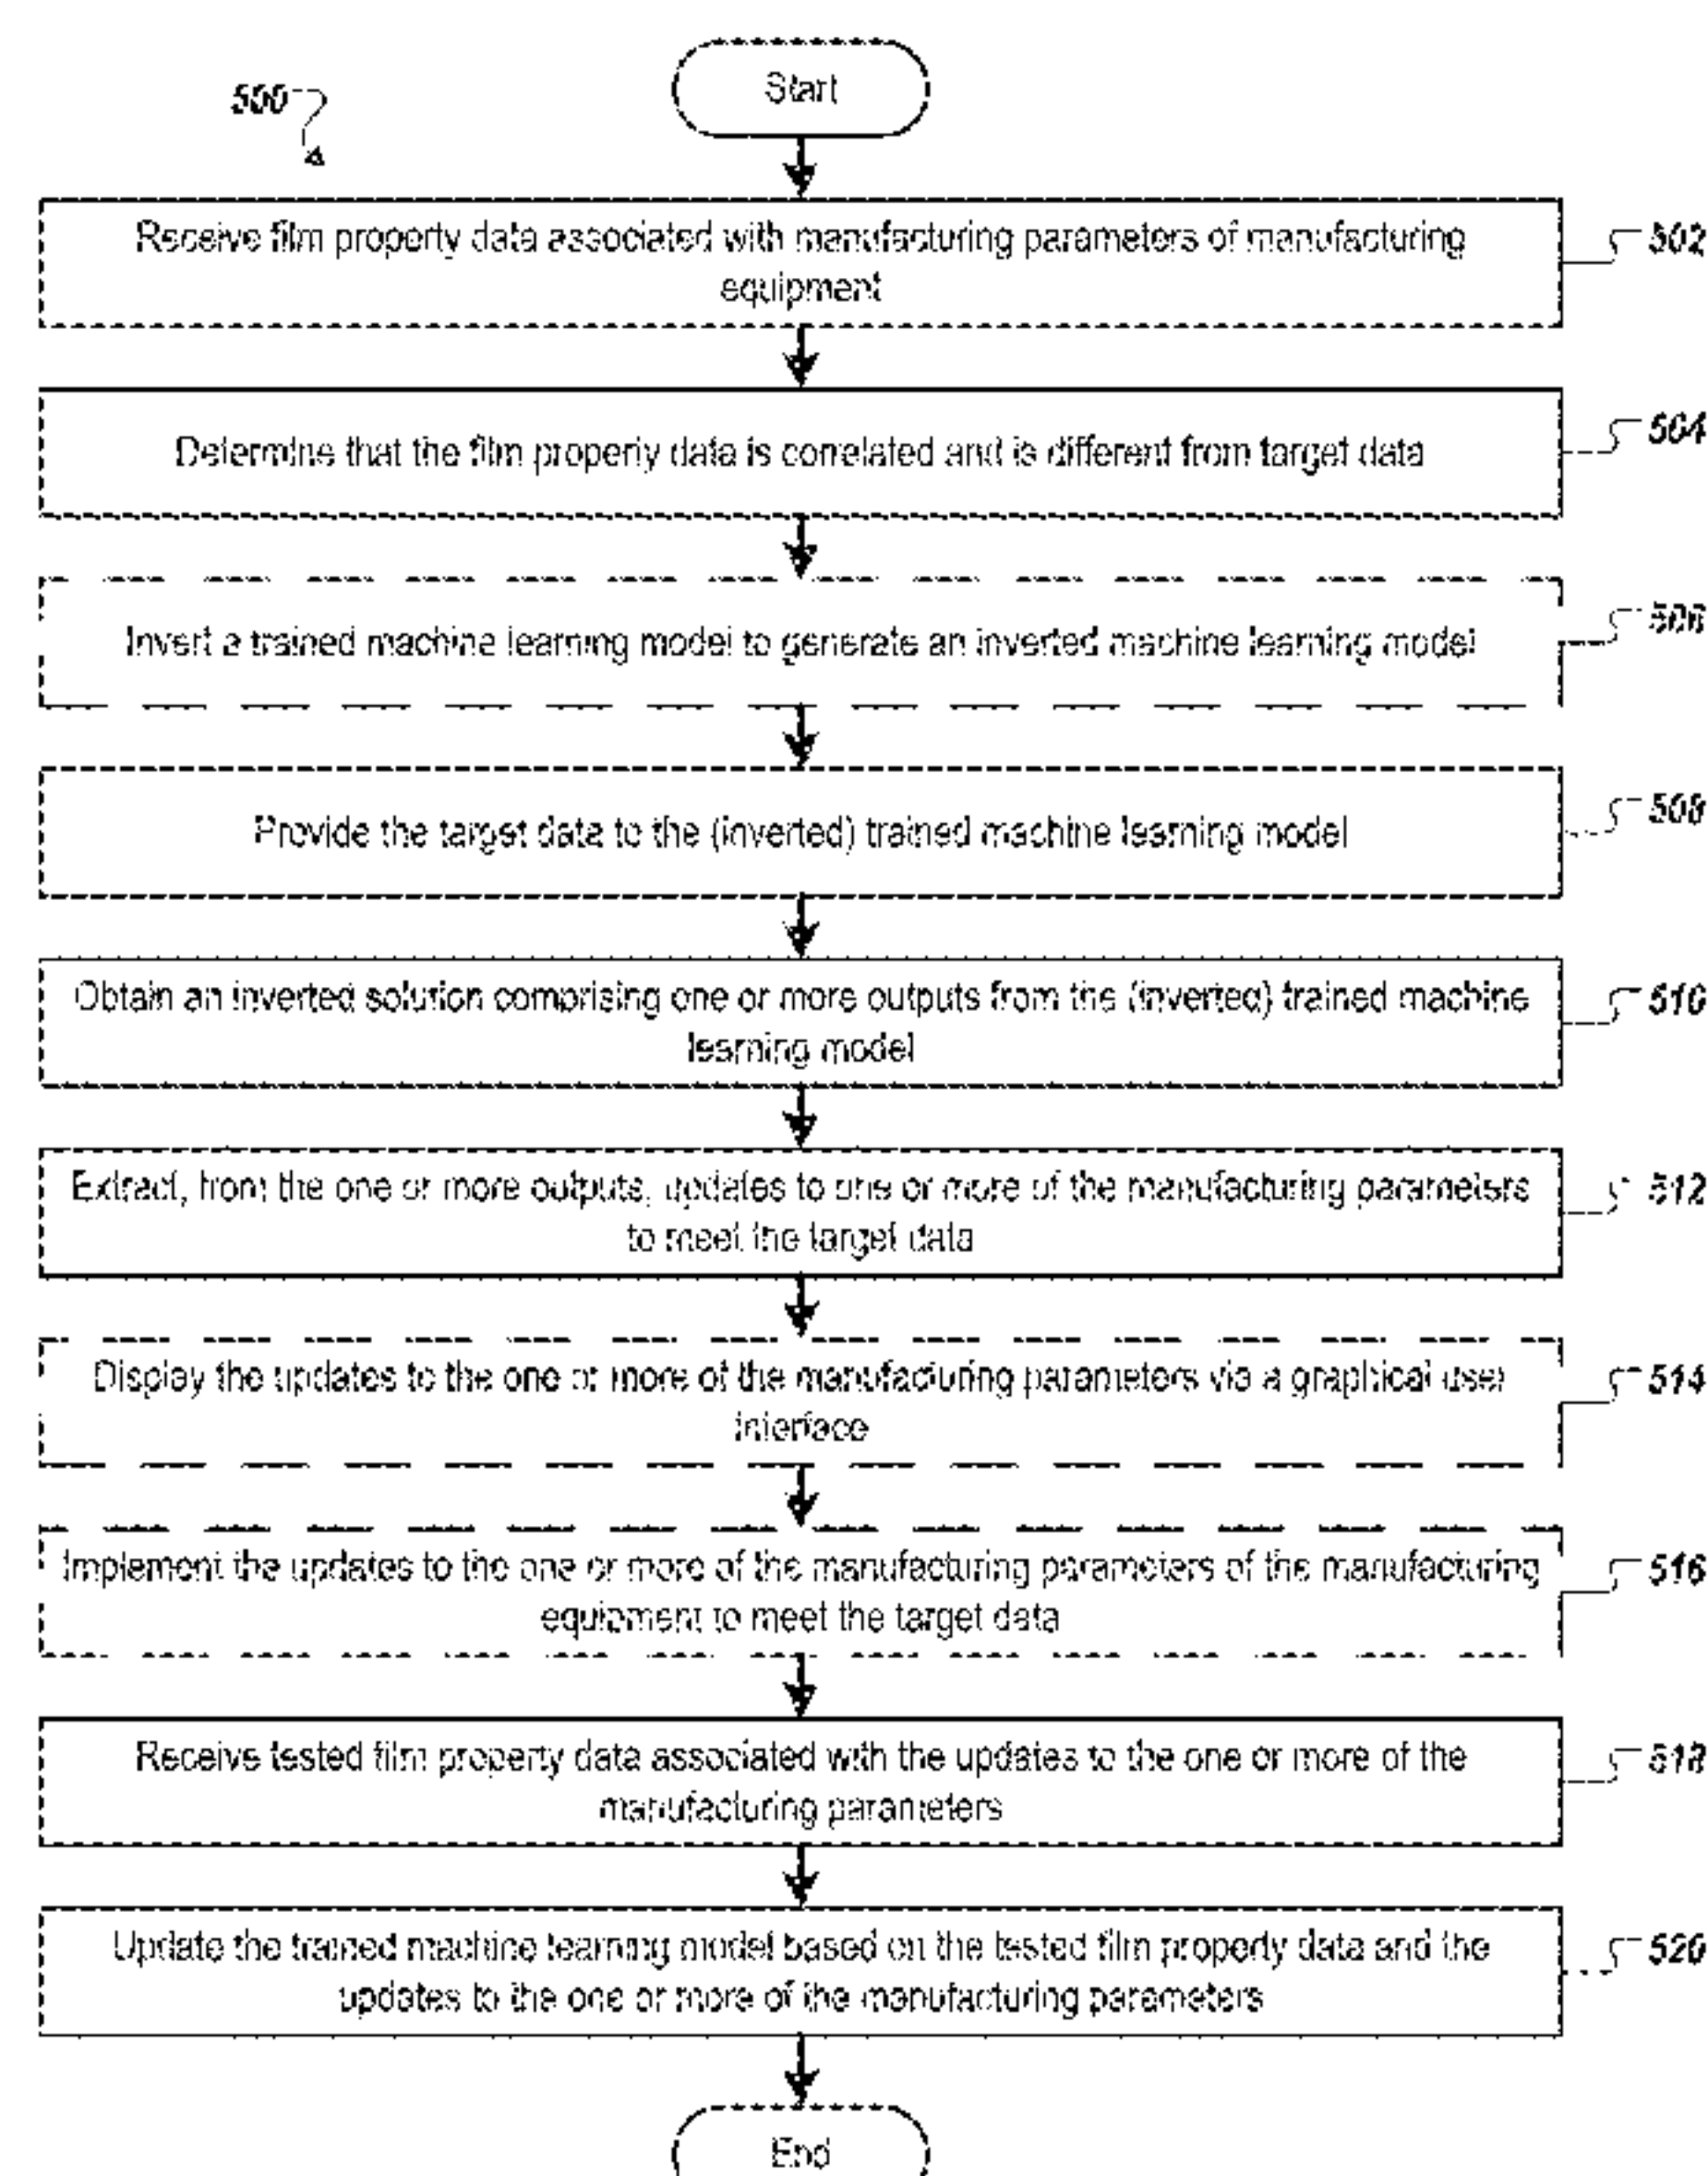 Start
500
Receive film property data associated with manufacturing parameters of manufacturing
equipment
502
Determine that the film property data is correlated and is different from target data
504
Invert a trained machine learning model to generate an inverted machine learning model
506
Provide the target data to the (inverted) trained machine learning model
508
Obtain an inverted solution comprising one or more outputs from the (inverted) trained machine
learning model
510
Extract, from the one or more outputs, updates to one or more of the manufacturing parameters
to meet the target data
512
Display the updates to the one or more of the manufacturing parameters via a graphical user
interface
514
Implement the updates to the one or more of the manufacturing parameters of the manufacturing
equipment to meet the target data
516
Receive tested film property data associated with the updates to the one or more of the
manufacturing parameters
518
Update the trained machine learning model based on the tested film property data and the
updates to the one or more of the manufacturing parameters
520
End